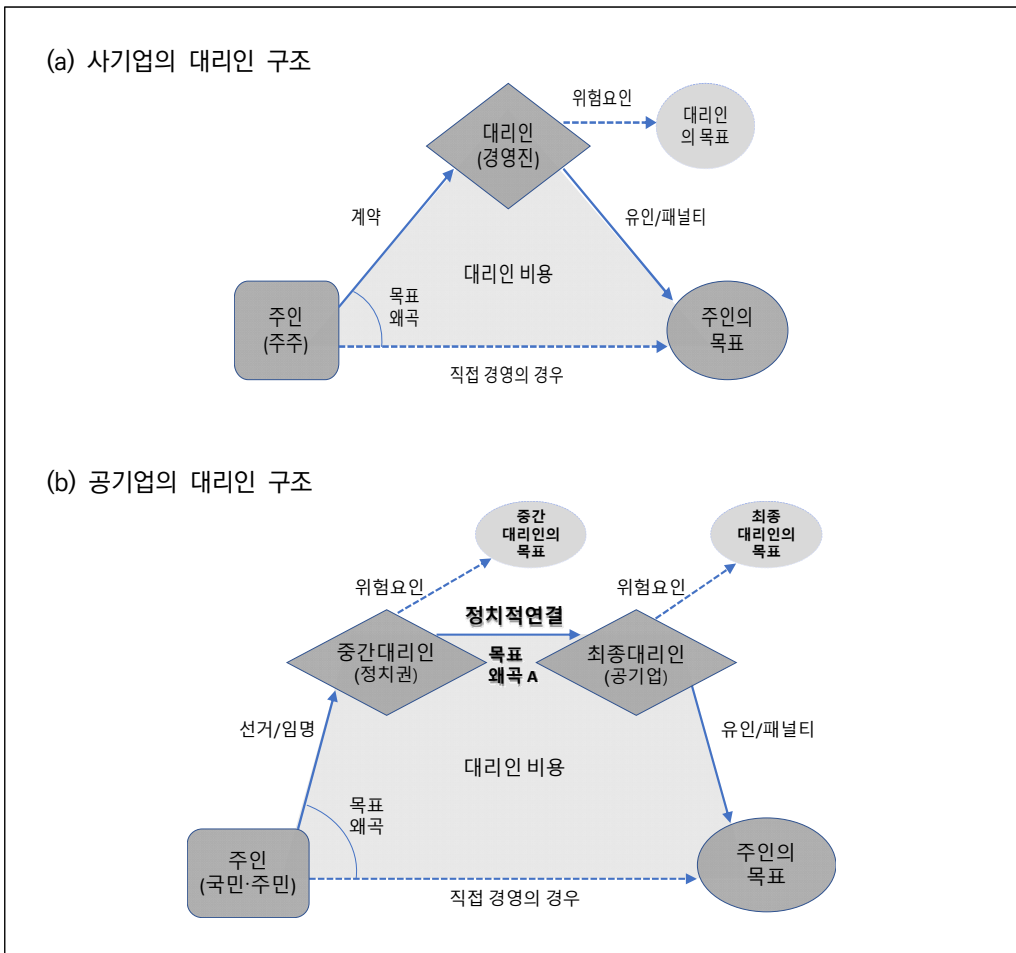 (a) 사기업의 대리인 구조
위험요인
대리인
의 목표
대리인
(경영진)
계약
유인/패널티
대리인 비용
목표
왜곡
주인
(주주)
주인의
목표
직접 경영의 경우
(b) 공기업의 대리인 구조
중간
대리인의
목표
최종
대리인의
목표
위험요인
위험요인
정치적연결
중간대리인
(정치권)
목표
왜곡 A
최종대리인
(공기업)
선거/임명
유인/패널티
대리인 비용
목표
왜곡
주인
(국민·주민)
주인의
목표
직접 경영의 경우